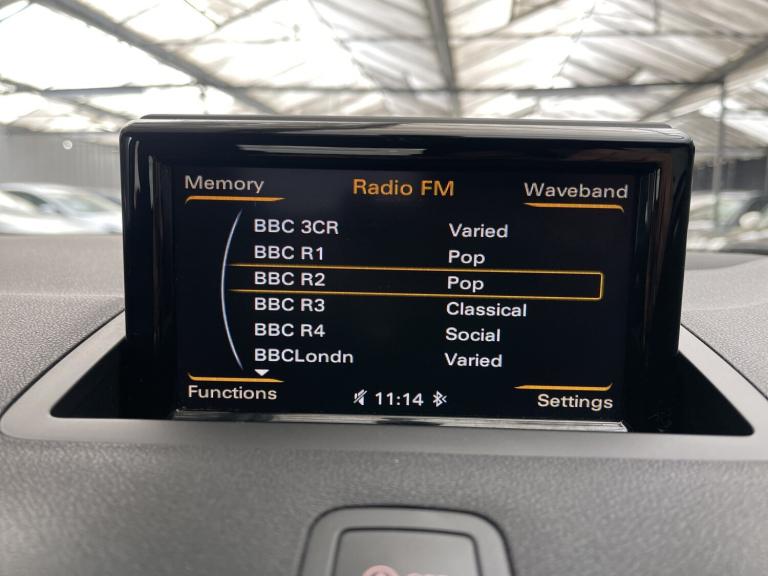 Memory Radio FM Waveband
BBC 3CR Varied
BBC R1 Pop
BBC R2 Pop
BBC R3 Classical
BBC R4 Social
BBCLondn Varied
Functions 11:14 Settings